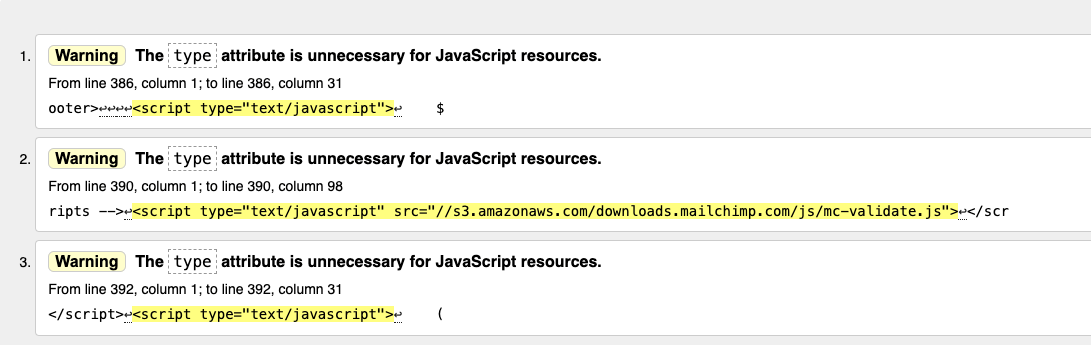 1. Warning The type attribute is unnecessary for JavaScript resources.
From line 386, column 1; to line 386, column 31
ooter>↩↩↩↩<script type="text/javascript">↩    $
2. Warning The type attribute is unnecessary for JavaScript resources.
From line 390, column 1; to line 390, column 98
ripts -->↩<script type="text/javascript" src="//s3.amazonaws.com/downloads.mailchimp.com/js/mc-validate.js">↩</scr
3. Warning The type attribute is unnecessary for JavaScript resources.
From line 392, column 1; to line 392, column 31
</script>↩<script type="text/javascript">↩    (